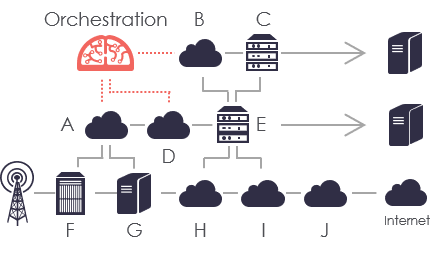 Orchestration B C
A E
D
F G H I J
Internet